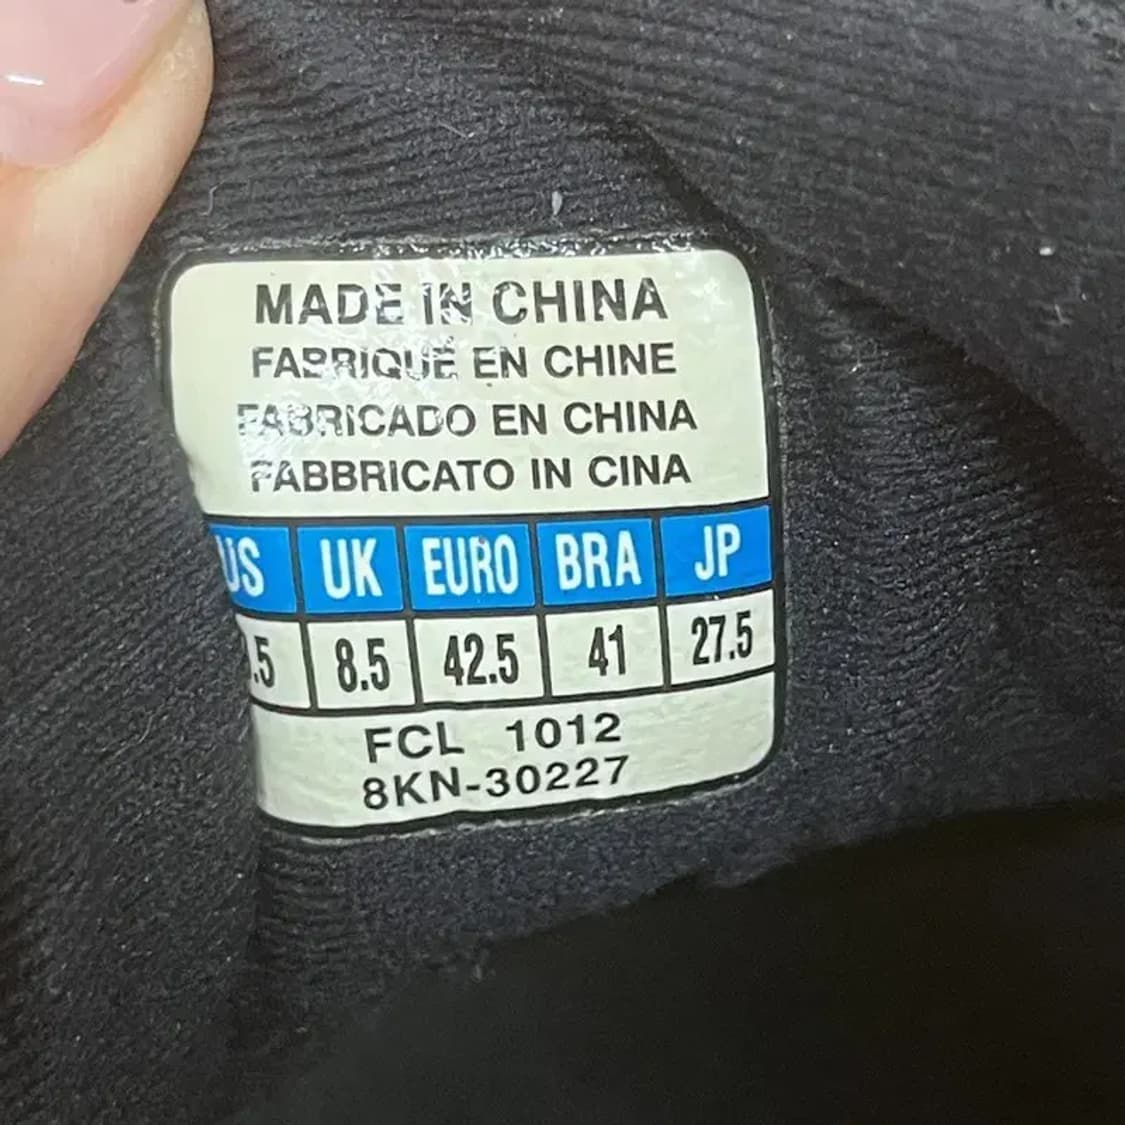 MADE IN CHINA
FABRIQUÉ EN CHINE
FABRICADO EN CHINA
FABBRICATO IN CINA
US UK EURO BRA JP
.5 8.5 42.5 41 27.5
FCL 1012
8KN-30227